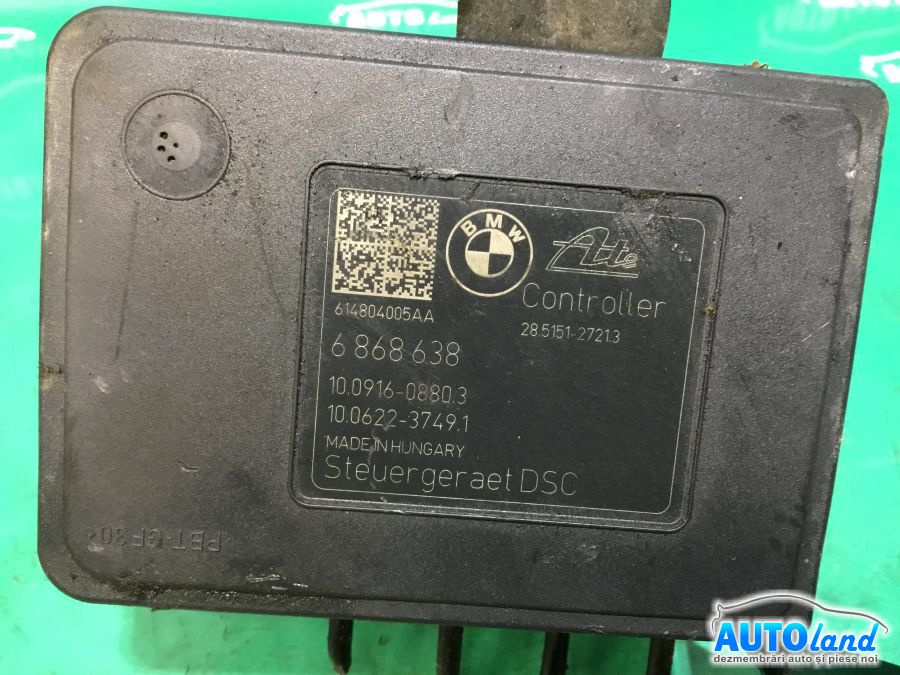 BMW
Ate
TM
Controller
28.5151-2721.3
614804005AA
6 868 638
10.0916-0880.3
10.0622-3749.1
MADE IN HUNGARY
Steuergeraet DSC
>PBT-GF30<
AUTOland
dezmembrări auto și piese noi